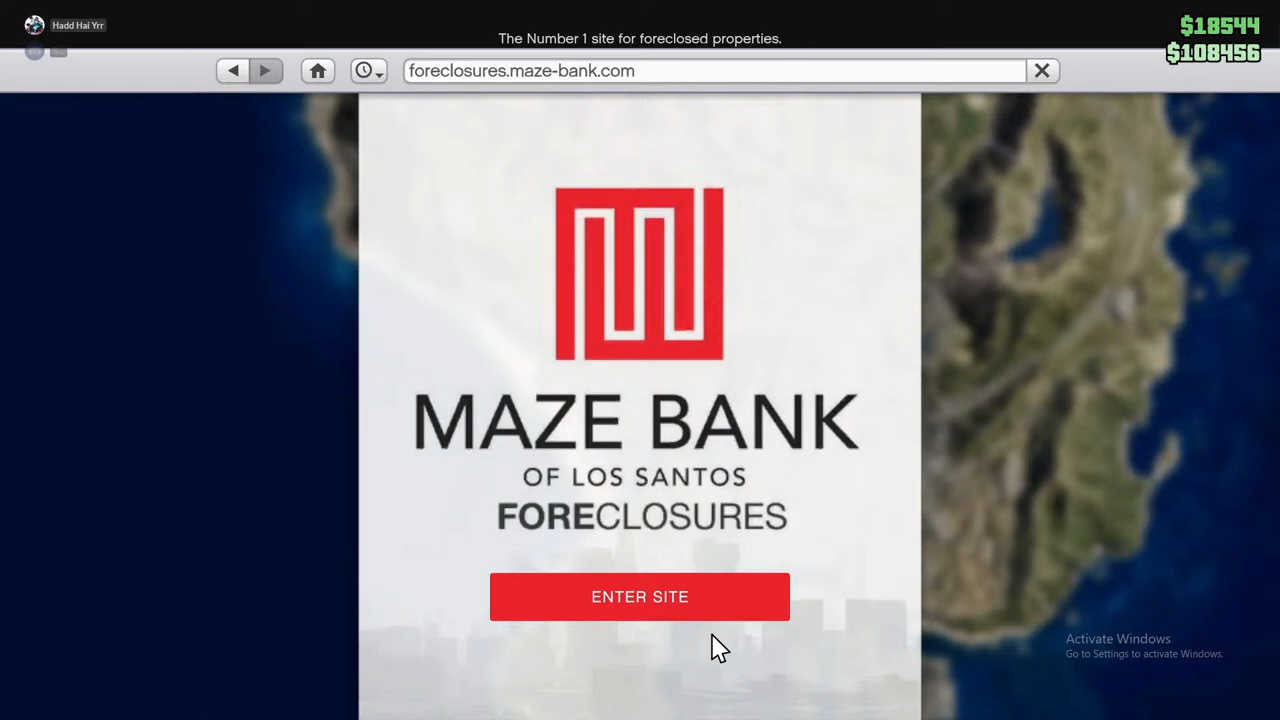 Hadd Hai Yrr
The Number 1 site for foreclosed properties.
$18544
$108456
foreclosures.maze-bank.com
MAZE BANK
OF LOS SANTOS
FORECLOSURES
ENTER SITE
Activate Windows
Go to Settings to activate Windows.